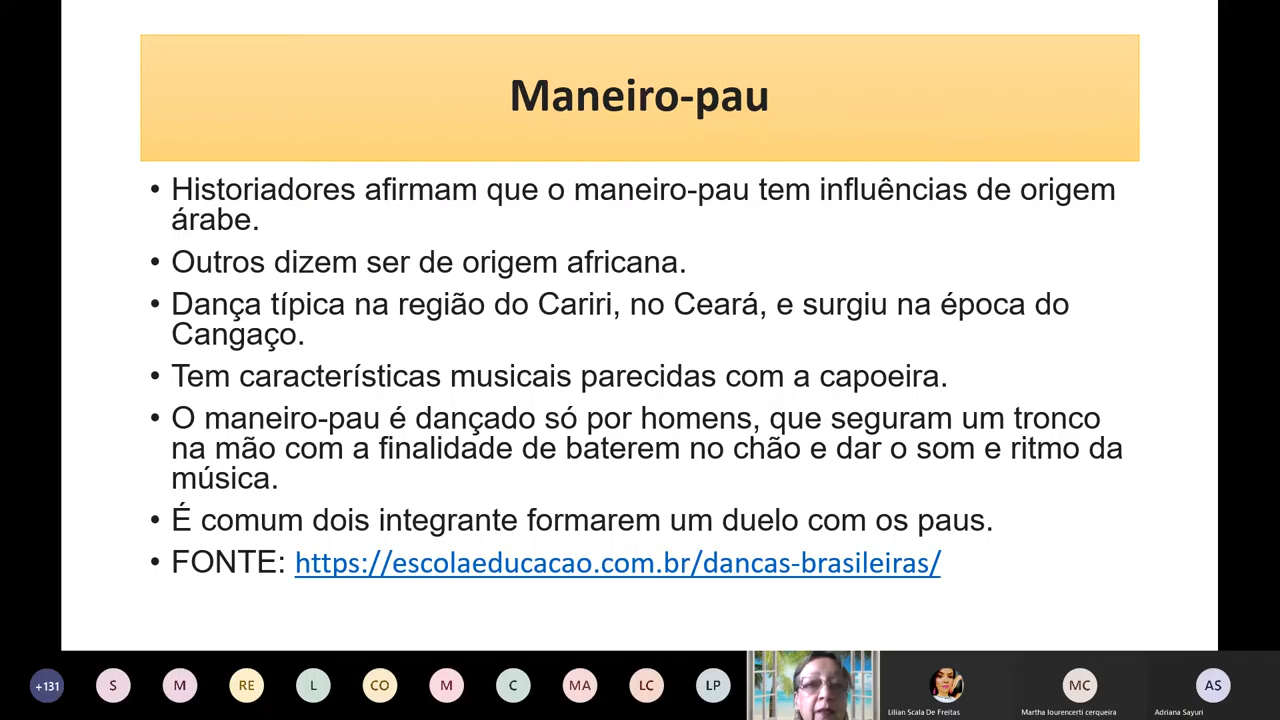 Maneiro-pau
• Historiadores afirmam que o maneiro-pau tem influências de origem
árabe.
• Outros dizem ser de origem africana.
• Dança típica na região do Cariri, no Ceará, e surgiu na época do
Cangaço.
• Tem características musicais parecidas com a capoeira.
• O maneiro-pau é dançado só por homens, que seguram um tronco
na mão com a finalidade de baterem no chão e dar o som e ritmo da
música.
• É comum dois integrante formarem um duelo com os paus.
• FONTE: https://escolaeducacao.com.br/dancas-brasileiras/
+131 S M RE L CO M C MA LC LP MC AS
Lilian Scala De Freitas Martha lourencerti cerqueira Adriana Sayuri